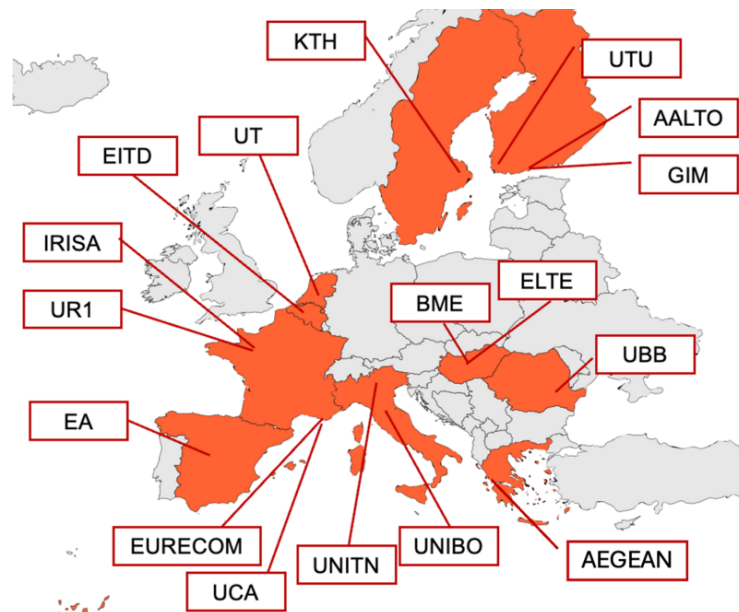 KTH
UTU
AALTO
UT
EITD
GIM
IRISA
ELTE
BME
UR1
UBB
EA
EURECOM
UNITN
UNIBO
AEGEAN
UCA